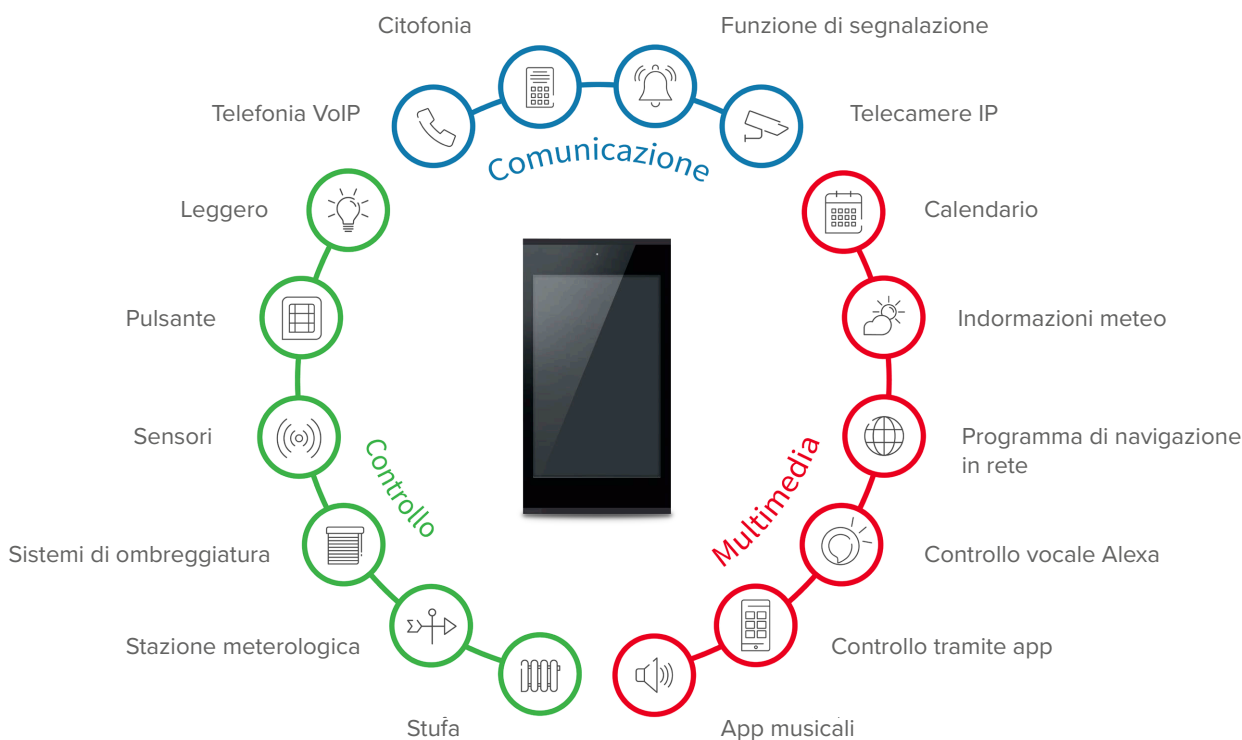 Citofonia
Funzione di segnalazione
Telefonia VoIP
Telecamere IP
Comunicazione
Leggero
Calendario
Pulsante
Indormazioni meteo
Sensori
Programma di navigazione
in rete
Controllo
Multimedia
Sistemi di ombreggiatura
Controllo vocale Alexa
Stazione meterologica
Controllo tramite app
Stufa
App musicali